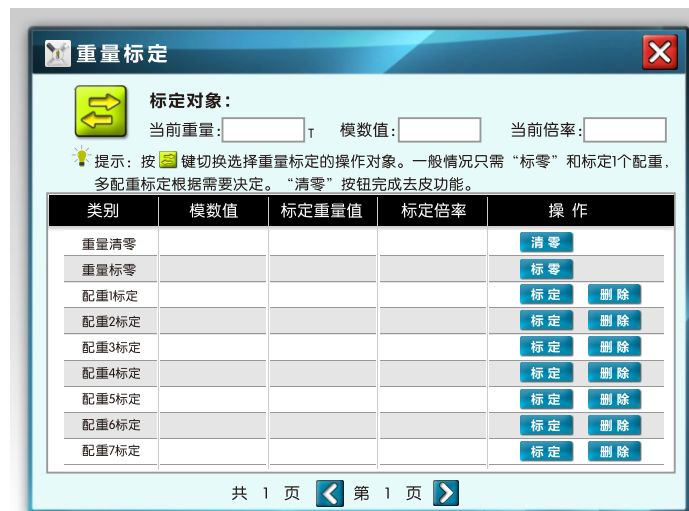 重量标定
标定对象：
当前重量： T 模数值： 当前倍率：
提示：按 键切换选择重量标定的操作对象。一般情况只需“标零”和标定1个配重，
多配重标定根据需要决定。“清零”按钮完成去皮功能。
类别 模数值 标定重量值 标定倍率 操 作
重量清零 清零
重量标零 标零
配重1标定 标定 删除
配重2标定 标定 删除
配重3标定 标定 删除
配重4标定 标定 删除
配重5标定 标定 删除
配重6标定 标定 删除
配重7标定 标定 删除
共 1 页 第 1 页